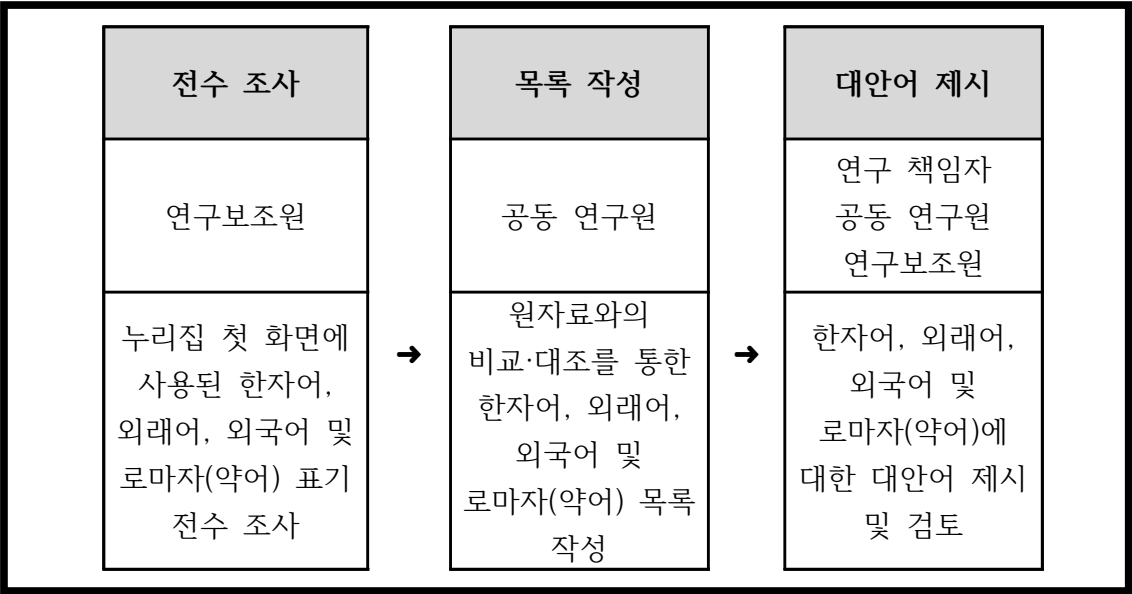 전수 조사
연구보조원
누리집 첫 화면에
사용된 한자어,
외래어, 외국어 및
로마자(약어) 표기
전수 조사
➜
목록 작성
공동 연구원
원자료와의
비교·대조를 통한
한자어, 외래어,
외국어 및
로마자(약어) 목록
작성
➜
대안어 제시
연구 책임자
공동 연구원
연구보조원
한자어, 외래어,
외국어 및
로마자(약어)에
대한 대안어 제시
및 검토